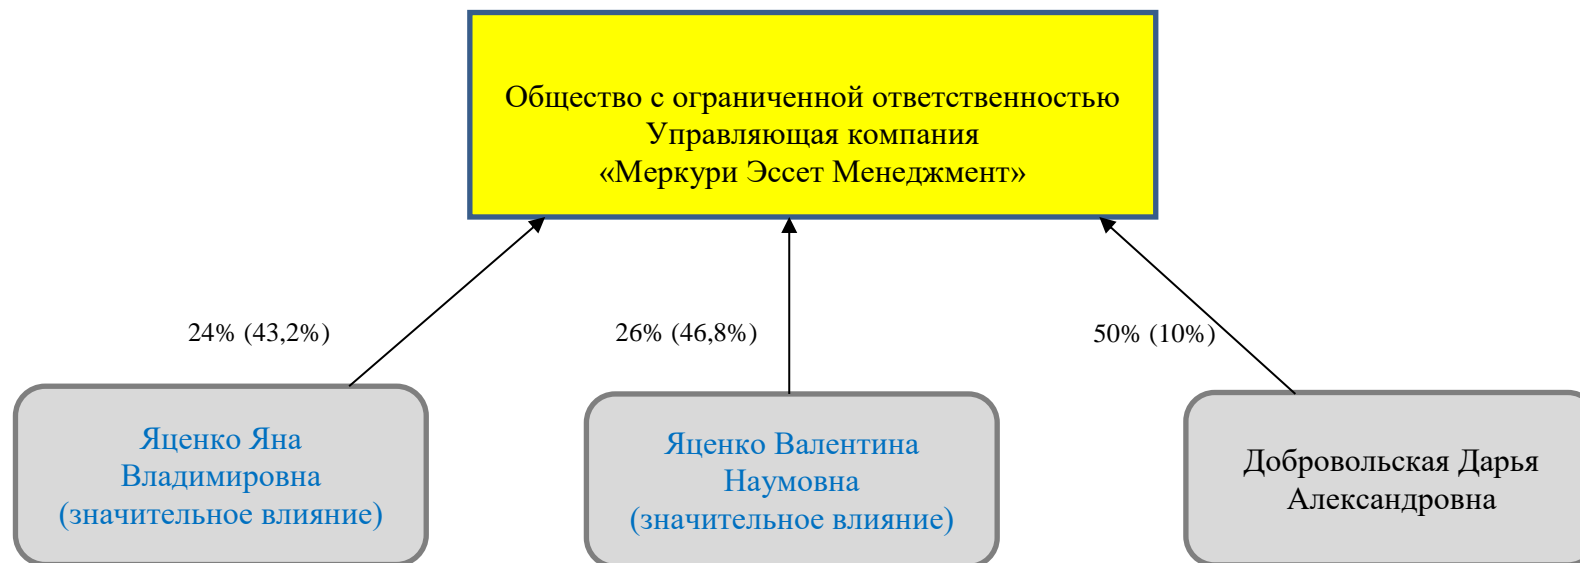 Общество с ограниченной ответственностью
Управляющая компания
«Меркури Эссет Менеджмент»
24% (43,2%)
26% (46,8%)
50% (10%)
Яценко Яна
Владимировна
(значительное влияние)
Яценко Валентина
Наумовна
(значительное влияние)
Добровольская Дарья
Александровна